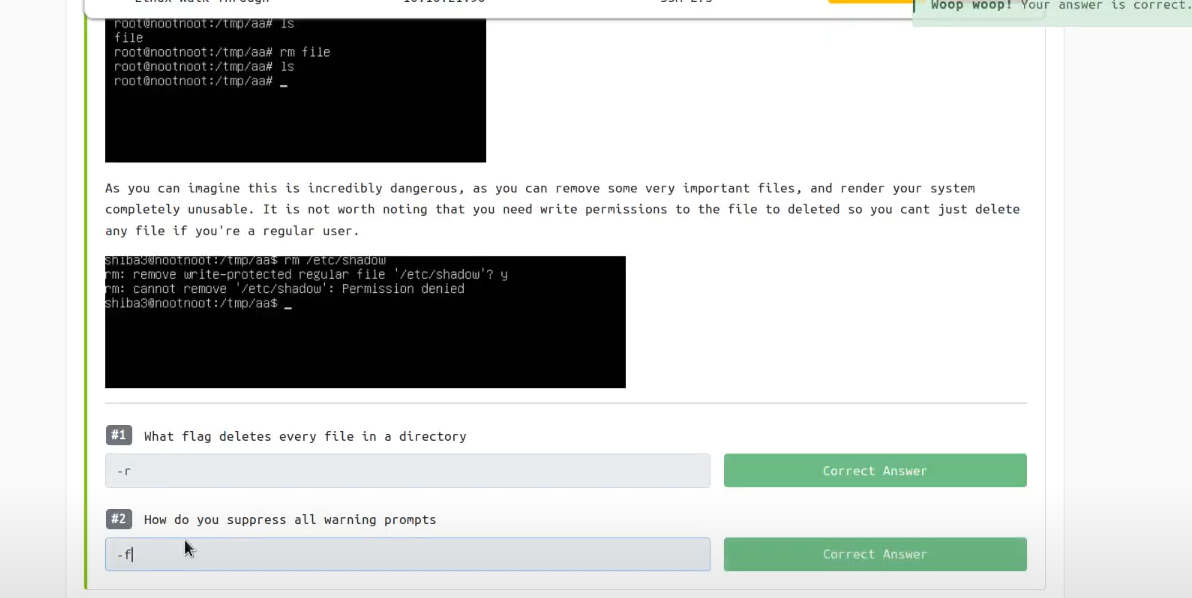 Woop woop! Your answer is correct.
root@nootnoot:/tmp/aa# ls
file
root@nootnoot:/tmp/aa# rm file
root@nootnoot:/tmp/aa# ls
root@nootnoot:/tmp/aa# _
As you can imagine this is incredibly dangerous, as you can remove some very important files, and render your system
completely unusable. It is not worth noting that you need write permissions to the file to deleted so you cant just delete
any file if you're a regular user.
shiba3@nootnoot:/tmp/aa$ rm /etc/shadow
rm: remove write-protected regular file '/etc/shadow'? y
rm: cannot remove '/etc/shadow': Permission denied
shiba3@nootnoot:/tmp/aa$ _
#1 What flag deletes every file in a directory
-r Correct Answer
#2 How do you suppress all warning prompts
-f Correct Answer